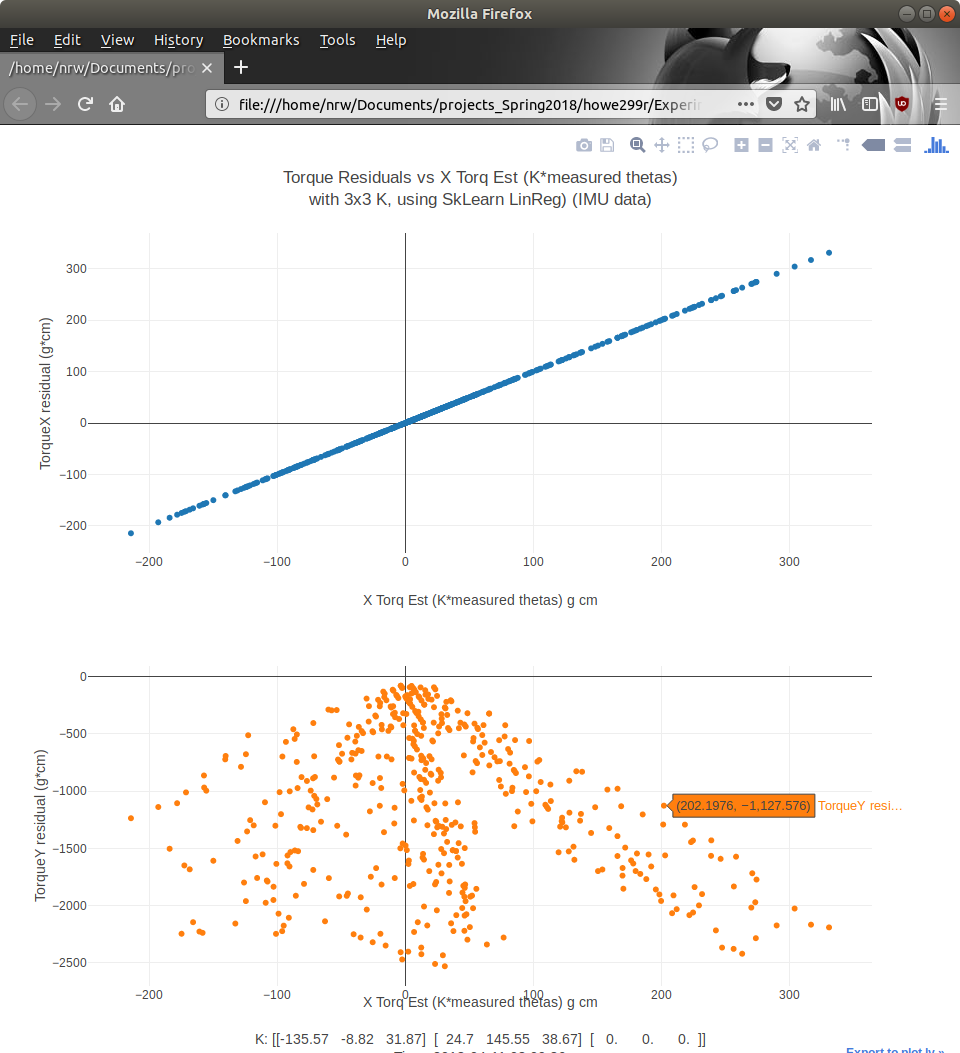 Mozilla Firefox
File Edit View History Bookmarks Tools Help
/home/nrw/Documents/pro
file:///home/nrw/Documents/projects_Spring2018/howe299r/Experim
Torque Residuals vs X Torq Est (K*measured thetas)
with 3x3 K, using SkLearn LinReg) (IMU data)
300
200
100
0
−100
−200
TorqueX residual (g*cm)
−200 −100 0 100 200 300
X Torq Est (K*measured thetas) g cm
0
−500
−1000
−1500
−2000
−2500
TorqueY residual (g*cm)
(202.1976, −1,127.576) TorqueY resi...
−200 −100 0 100 200 300
X Torq Est (K*measured thetas) g cm
K: [[-135.57 -8.82 31.87] [ 24.7 145.55 38.67] [ 0. 0. 0. ]]
Export to plot.ly »